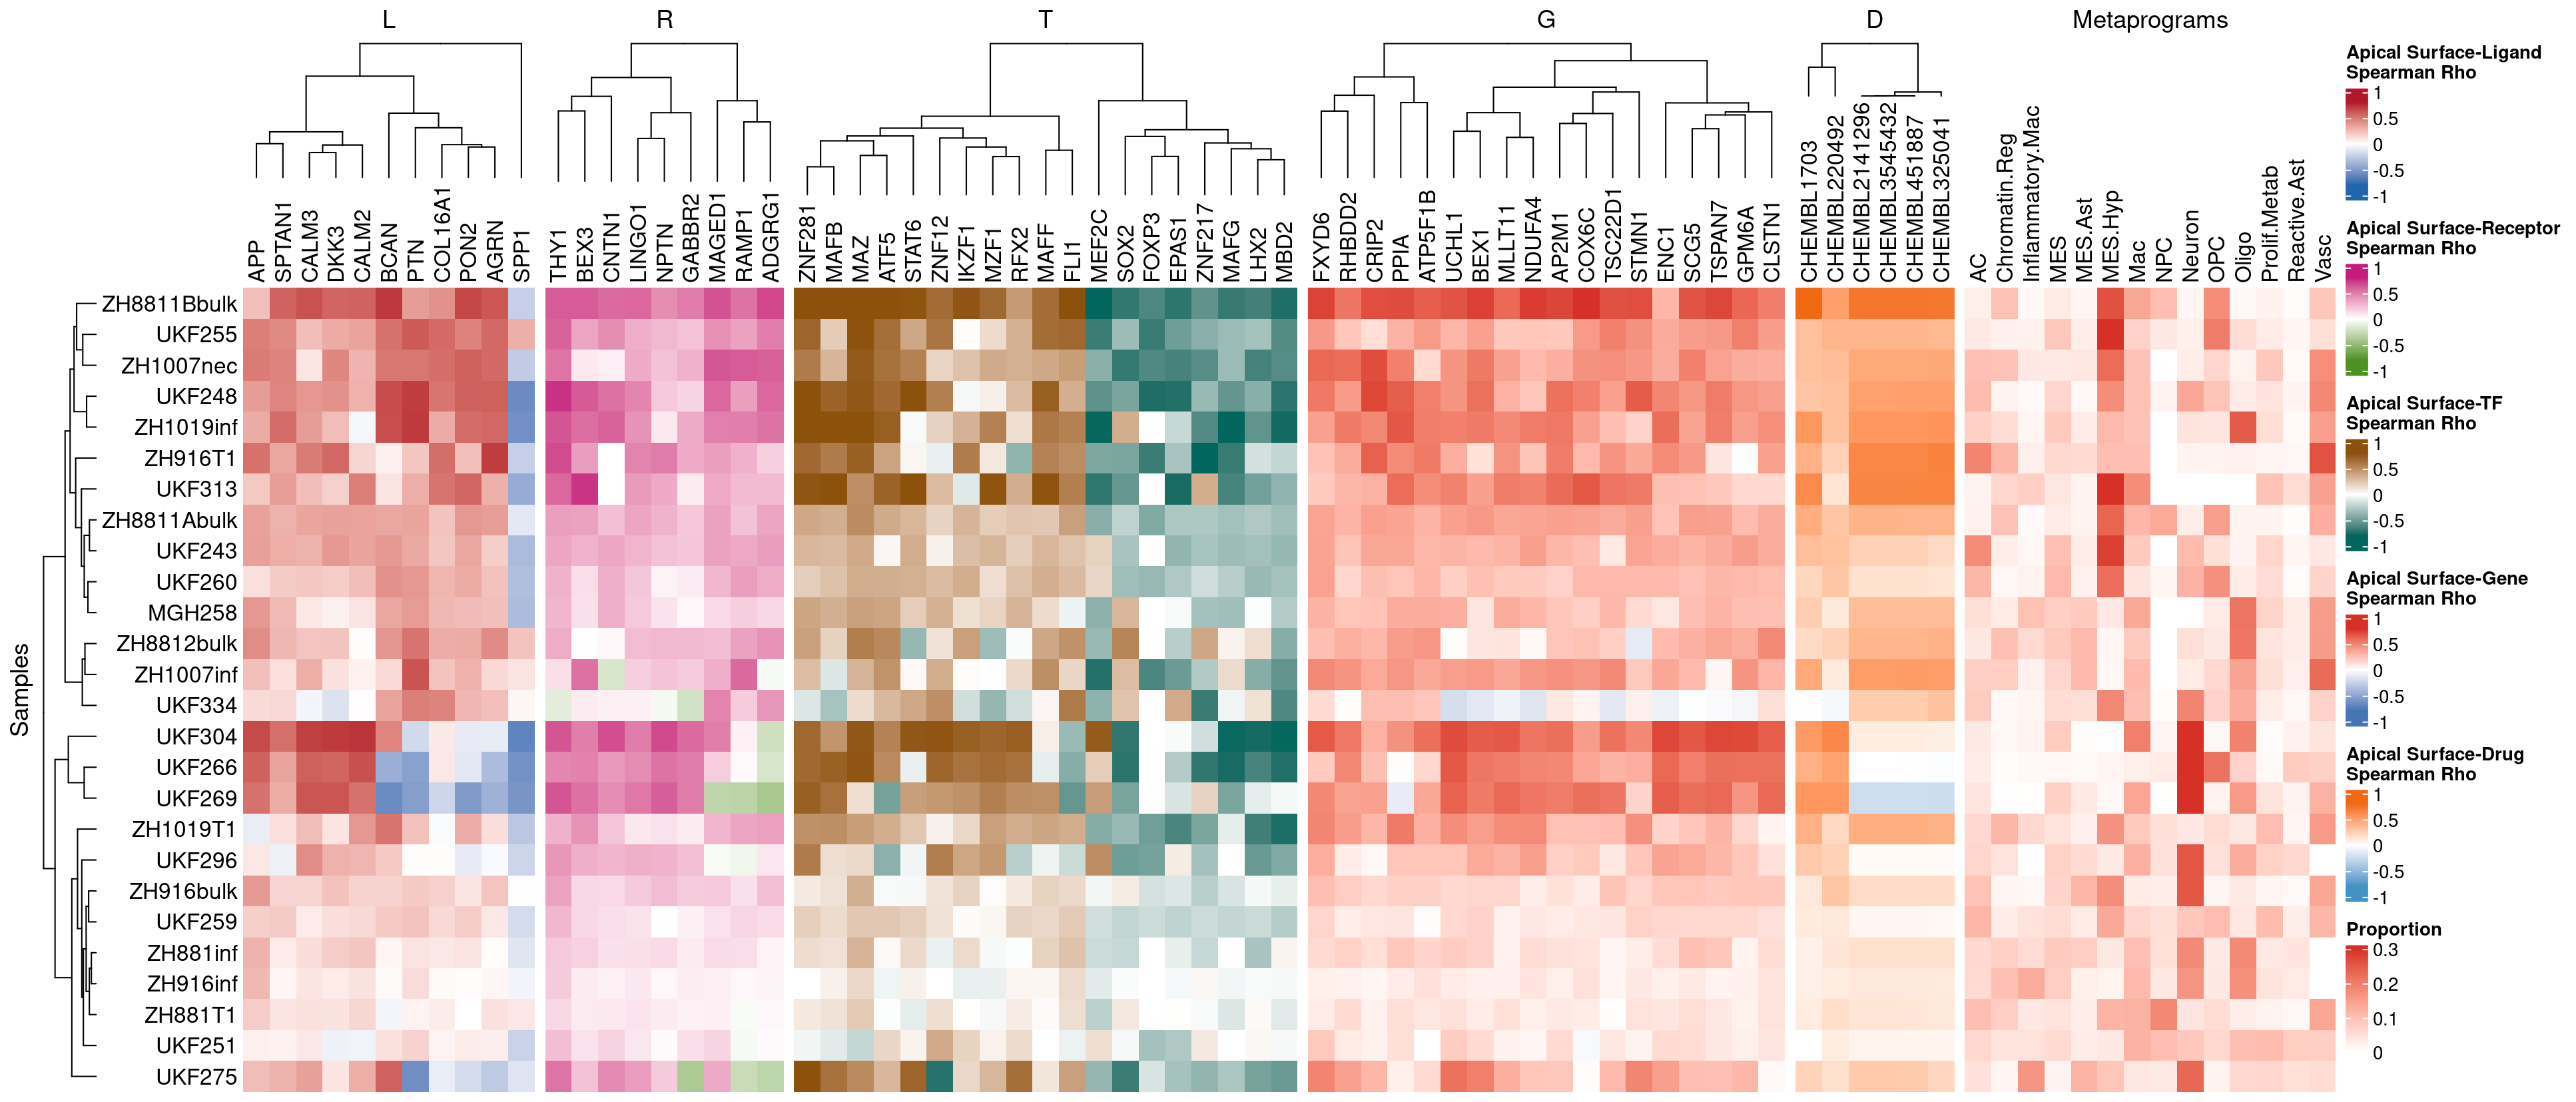 L R T G D Metaprograms
APP SPTAN1 CALM3 DKK3 CALM2 BCAN PTN COL16A1 PON2 AGRN SPP1
THY1 BEX3 CNTN1 LINGO1 NPTN GABBR2 MAGED1 RAMP1 ADGRG1
ZNF281 MAFB MAZ ATF5 STAT6 ZNF12 IKZF1 MZF1 RFX2 MAFF FLI1 MEF2C SOX2 FOXP3 EPAS1 ZNF217 MAFG LHX2 MBD2
FXYD6 RHBDD2 CRIP2 PPIA ATP5F1B UCHL1 BEX1 MLLT11 NDUFA4 AP2M1 COX6C TSC22D1 STMN1 ENC1 SCG5 TSPAN7 GPM6A CLSTN1
CHEMBL1703 CHEMBL220492 CHEMBL2141296 CHEMBL3545432 CHEMBL451887 CHEMBL325041
AC Chromatin.Reg Inflammatory.Mac MES MES.Ast MES.Hyp Mac NPC Neuron OPC Oligo Prolif.Metab Reactive.Ast Vasc
Samples
ZH8811Bbulk
UKF255
ZH1007nec
UKF248
ZH1019inf
ZH916T1
UKF313
ZH8811Abulk
UKF243
UKF260
MGH258
ZH8812bulk
ZH1007inf
UKF334
UKF304
UKF266
UKF269
ZH1019T1
UKF296
ZH916bulk
UKF259
ZH881inf
ZH916inf
ZH881T1
UKF251
UKF275
Apical Surface-Ligand
Spearman Rho
1
0.5
0
-0.5
-1
Apical Surface-Receptor
Spearman Rho
1
0.5
0
-0.5
-1
Apical Surface-TF
Spearman Rho
1
0.5
0
-0.5
-1
Apical Surface-Gene
Spearman Rho
1
0.5
0
-0.5
-1
Apical Surface-Drug
Spearman Rho
1
0.5
0
-0.5
-1
Proportion
0.3
0.2
0.1
0